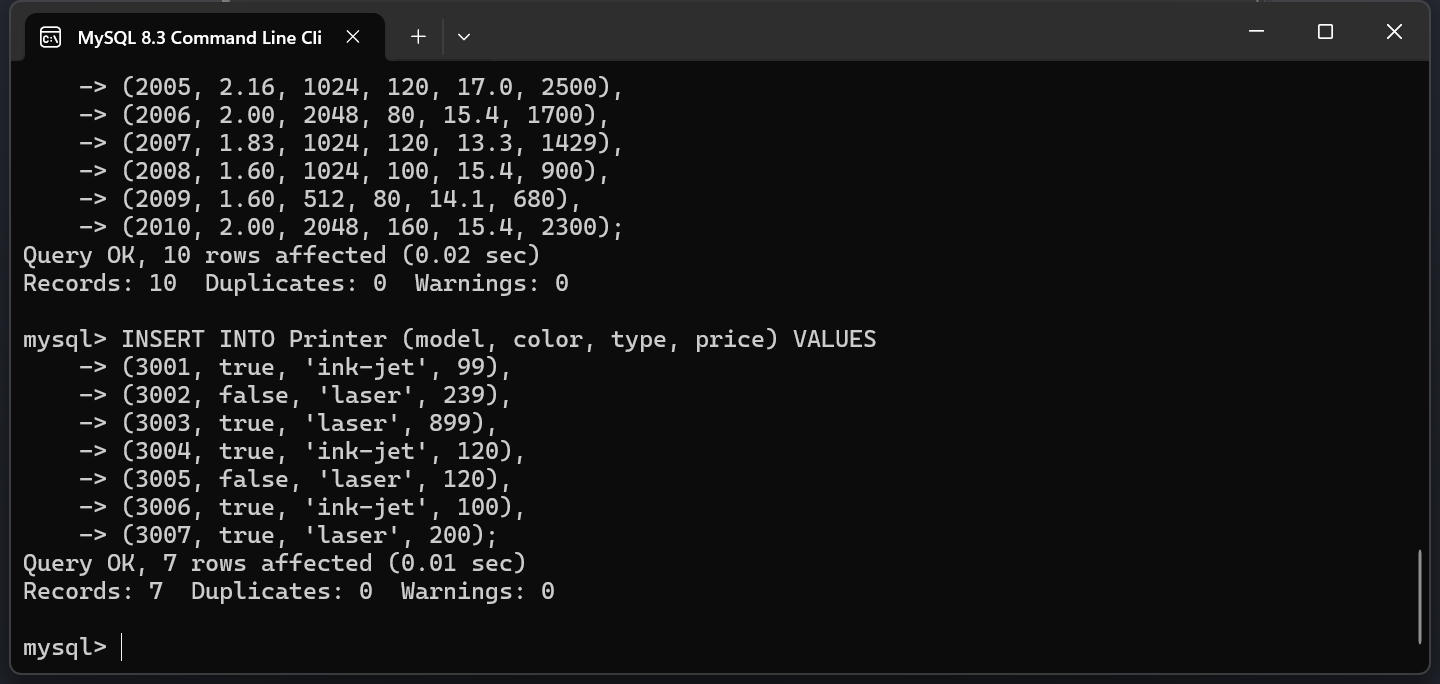 MySQL 8.3 Command Line Cli
-> (2005, 2.16, 1024, 120, 17.0, 2500),
-> (2006, 2.00, 2048, 80, 15.4, 1700),
-> (2007, 1.83, 1024, 120, 13.3, 1429),
-> (2008, 1.60, 1024, 100, 15.4, 900),
-> (2009, 1.60, 512, 80, 14.1, 680),
-> (2010, 2.00, 2048, 160, 15.4, 2300);
Query OK, 10 rows affected (0.02 sec)
Records: 10  Duplicates: 0  Warnings: 0
mysql> INSERT INTO Printer (model, color, type, price) VALUES
-> (3001, true, 'ink-jet', 99),
-> (3002, false, 'laser', 239),
-> (3003, true, 'laser', 899),
-> (3004, true, 'ink-jet', 120),
-> (3005, false, 'laser', 120),
-> (3006, true, 'ink-jet', 100),
-> (3007, true, 'laser', 200);
Query OK, 7 rows affected (0.01 sec)
Records: 7  Duplicates: 0  Warnings: 0
mysql>